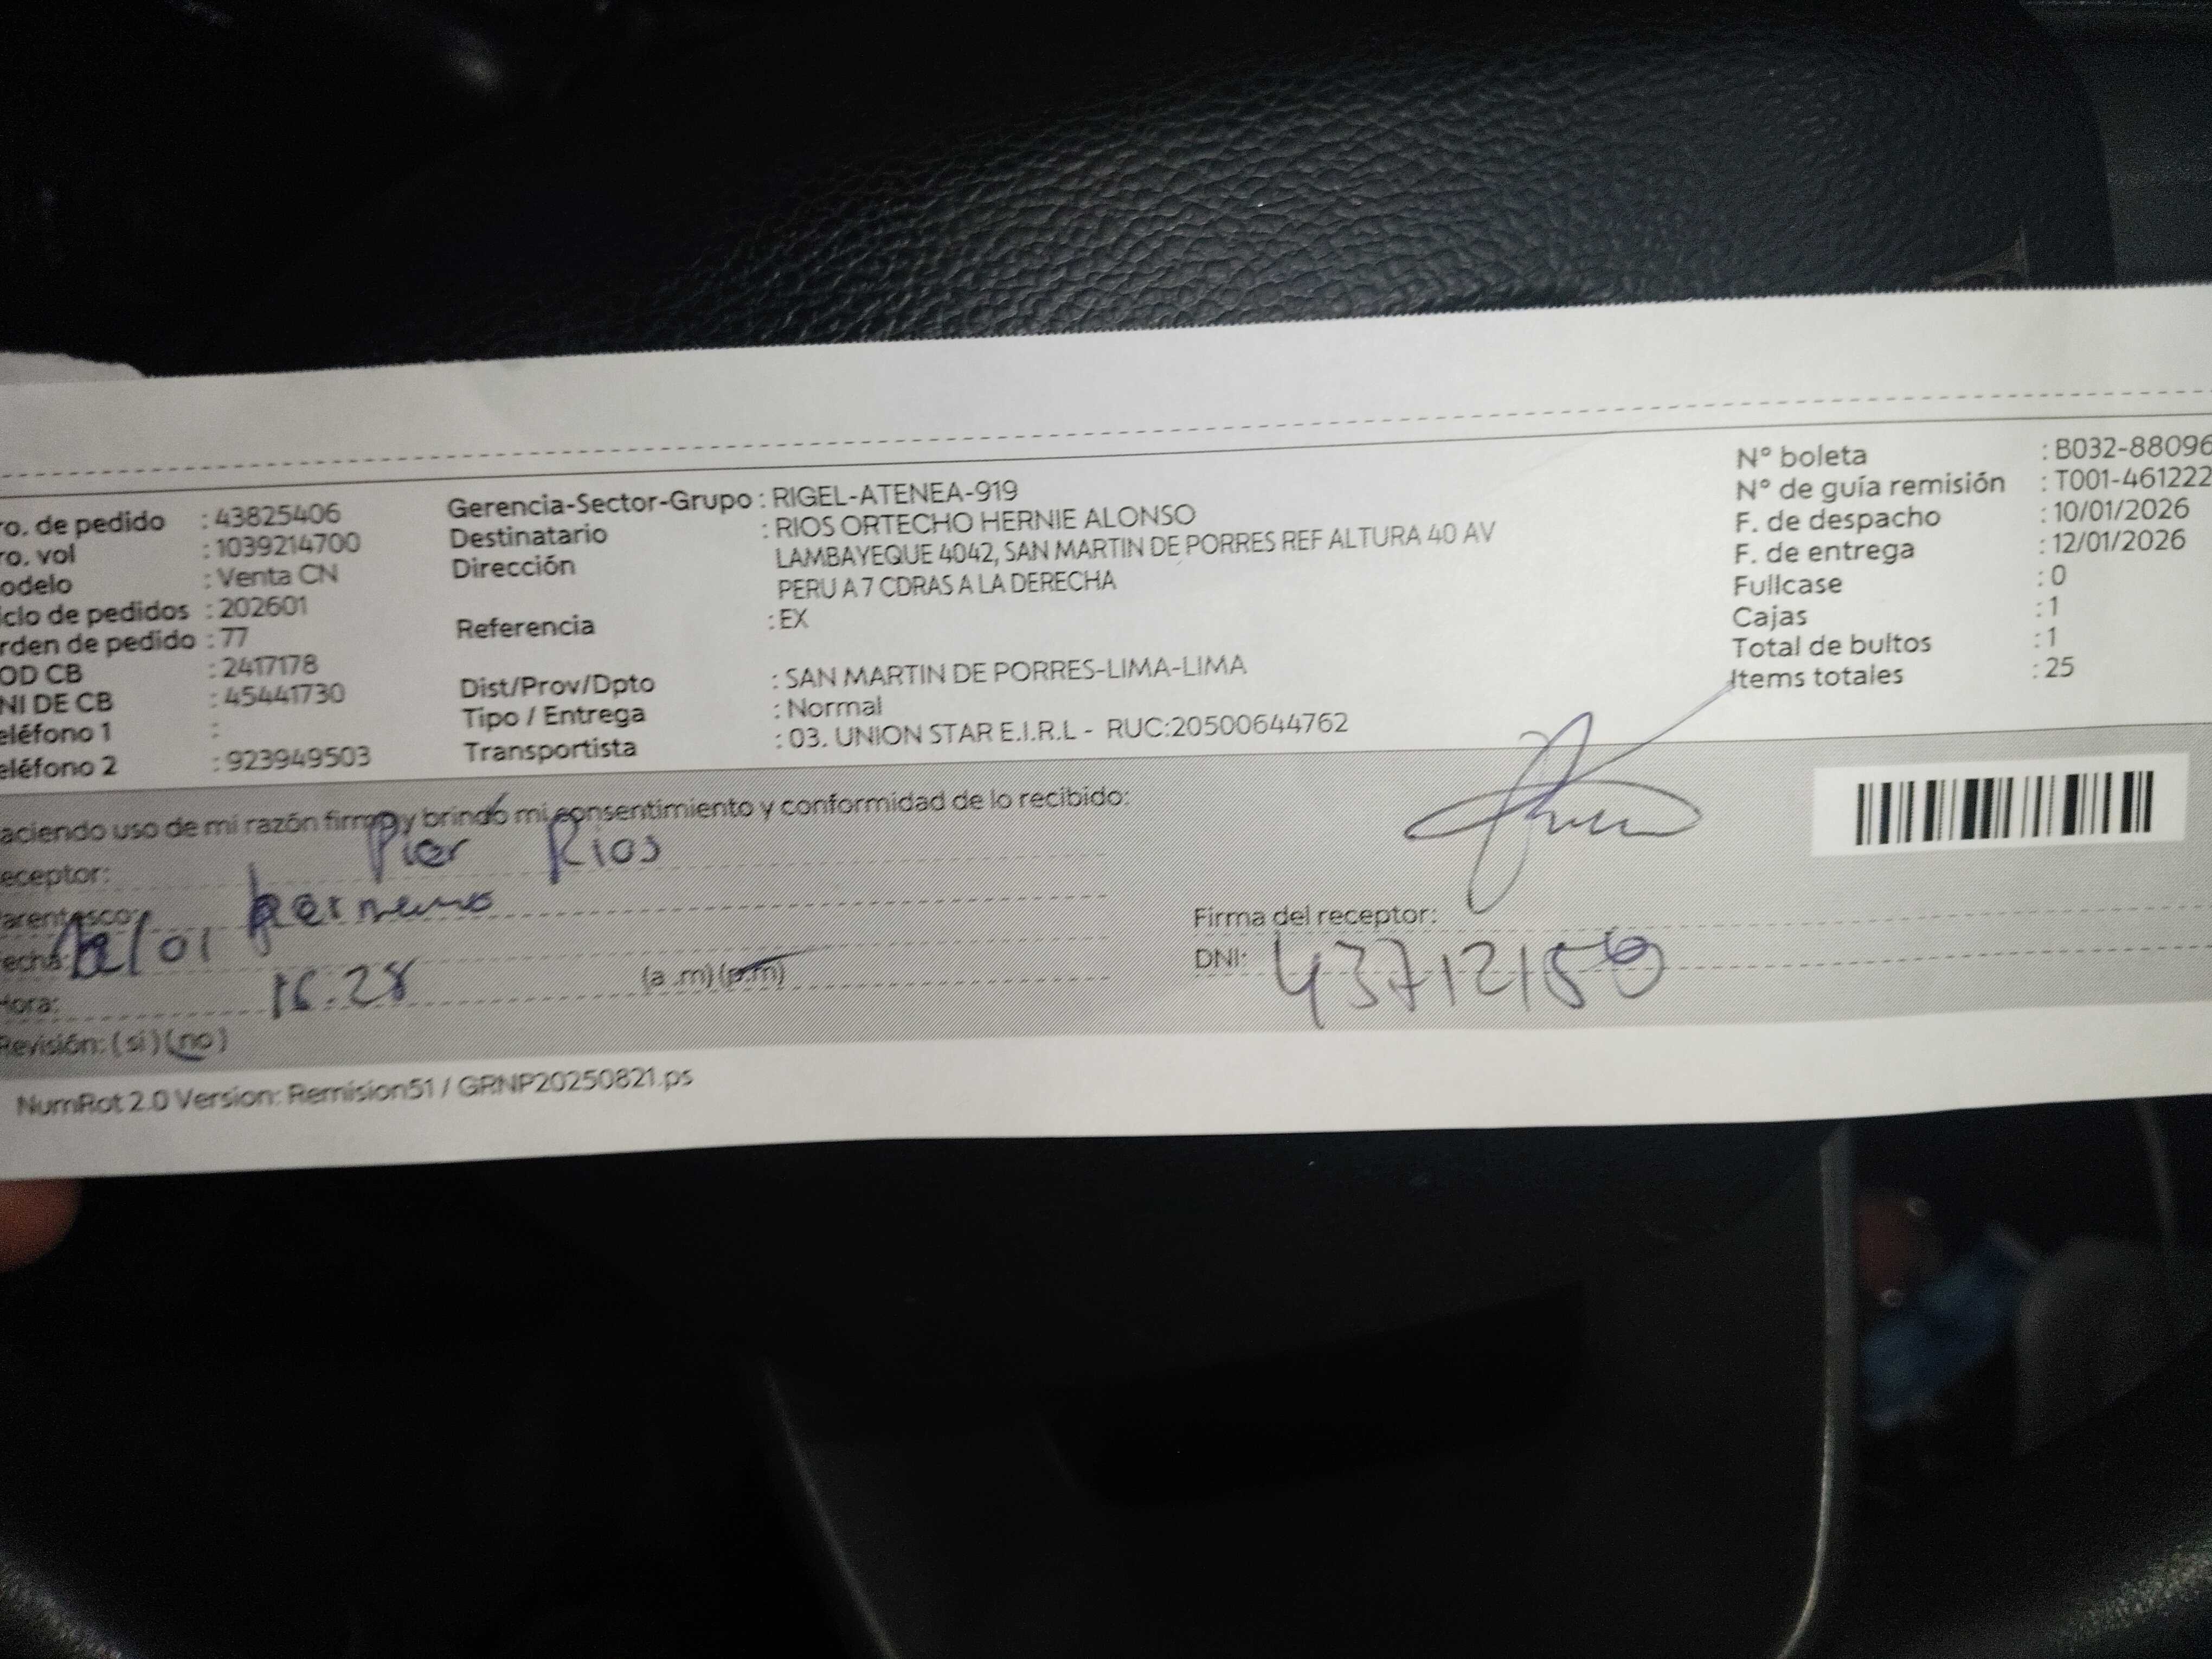 ro. de pedido : 43825406
ro. vol : 1039214700
odelo : Venta CN
iclo de pedidos : 202601
rden de pedido : 77
OD CB : 2417178
NI DE CB : 45441730
eléfono 1 :
eléfono 2 : 923949503
Gerencia-Sector-Grupo : RIGEL-ATENEA-919
Destinatario : RIOS ORTECHO HERNIE ALONSO
Dirección LAMBAYEQUE 4042, SAN MARTIN DE PORRES REF ALTURA 40 AV
PERU A 7 CDRAS A LA DERECHA
Referencia : EX
Dist/Prov/Dpto : SAN MARTIN DE PORRES-LIMA-LIMA
Tipo / Entrega : Normal
Transportista : 03. UNION STAR E.I.R.L - RUC:20500644762
Nº boleta : B032-88096
Nº de guía remisión : T001-461222
F. de despacho : 10/01/2026
F. de entrega : 12/01/2026
Fullcase : 0
Cajas : 1
Total de bultos : 1
Items totales : 25
aciendo uso de mi razón firmo y brindo mi consentimiento y conformidad de lo recibido:
eceptor: Pier Rios
arentesco: hermano
echa: 12/01
Hora: 16:28 (a.m) (p.m)
Revisión: (si) (no)
Firma del receptor:
DNI: 43712159
NumRot 2.0 Version: Remision51 / GRNP20250821.ps